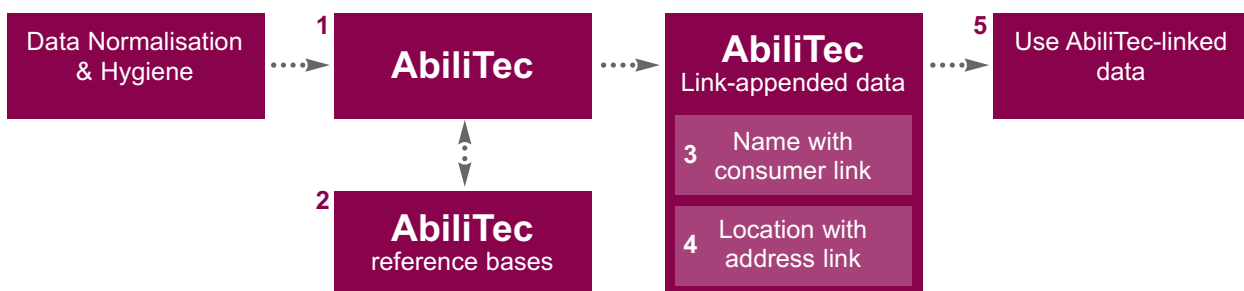 Data Normalisation
& Hygiene
1
AbiliTec
2
AbiliTec
reference bases
AbiliTec
Link-appended data
3
Name with
consumer link
4
Location with
address link
5
Use AbiliTec-linked
data